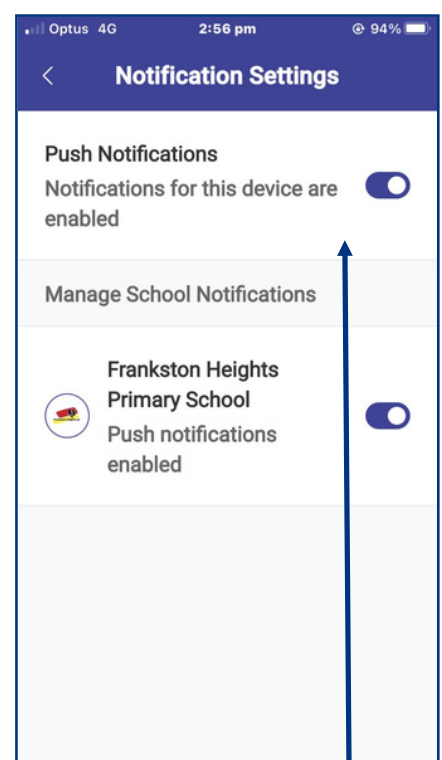 Optus 4G 2:56 pm 94%
Notification Settings
Push Notifications
Notifications for this device are
enabled
Manage School Notifications
Frankston Heights
Primary School
Push notifications
enabled